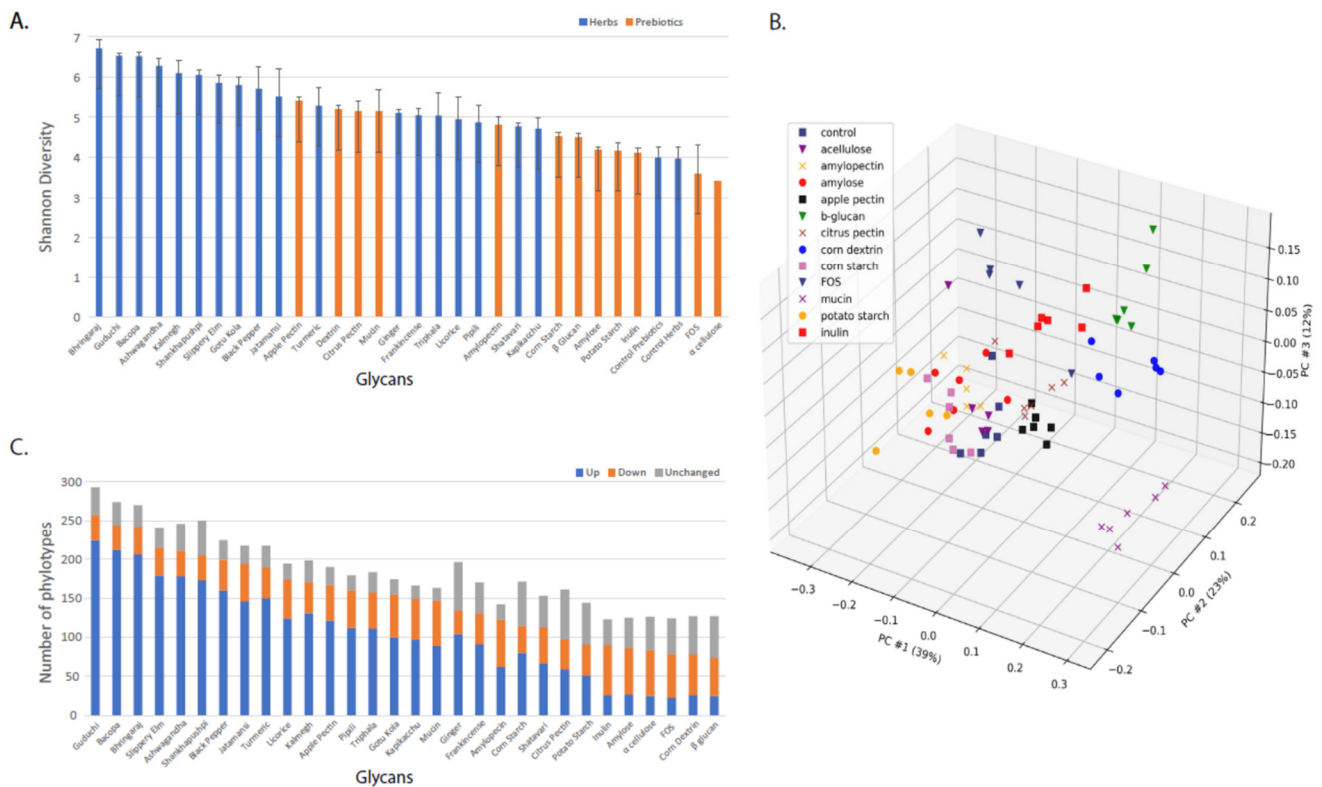 A.
Herbs Prebiotics
7
6
5
4
3
2
1
0
Shannon Diversity
Bhringaraj
Guduchi
Bacopa
Ashwagandha
Kalmegh
Shankhapuhpi
Slippery Elm
Gotu Kola
Black Pepper
Jatamansi
Apple Pectin
Turmeric
Dextrin
Citrus Pectin
Mucin
Ginger
Frankincense
Triphala
Licorice
Pipili
Amylopectin
Shatavari
Kapikacchu
Corn Starch
β Glucan
Amylose
Potato Starch
Inulin
Control Prebiotics
Control Herbs
FOS
α cellulose
Glycans
B.
control
acellulose
amylopectin
amylose
apple pectin
b-glucan
citrus pectin
corn dextrin
corn starch
FOS
mucin
potato starch
inulin
0.15
0.10
0.05
0.00
−0.05
−0.10
−0.15
−0.20
PC #3 (12%)
0.2
0.1
0.0
−0.1
−0.2
PC #2 (23%)
−0.3
−0.2
−0.1
0.0
0.1
0.2
0.3
PC #1 (39%)
C.
Up Down Unchanged
300
250
200
150
100
50
0
Number of phylotypes
Guduchi
Bacopa
Bhringaraj
Slippery Elm
Ashwagandha
Shankhapushpi
Black Pepper
Jatamansi
Turmeric
Licorice
Kalmegh
Apple Pectin
Pipili
Triphala
Gotu Kola
Kapikacchu
Mucin
Ginger
Frankincense
Amylopecin
Corn Starch
Shatavari
Citrus Pectin
Potato Starch
Inulin
Amylose
α cellulose
FOS
Corn Dextrin
β glucan
Glycans